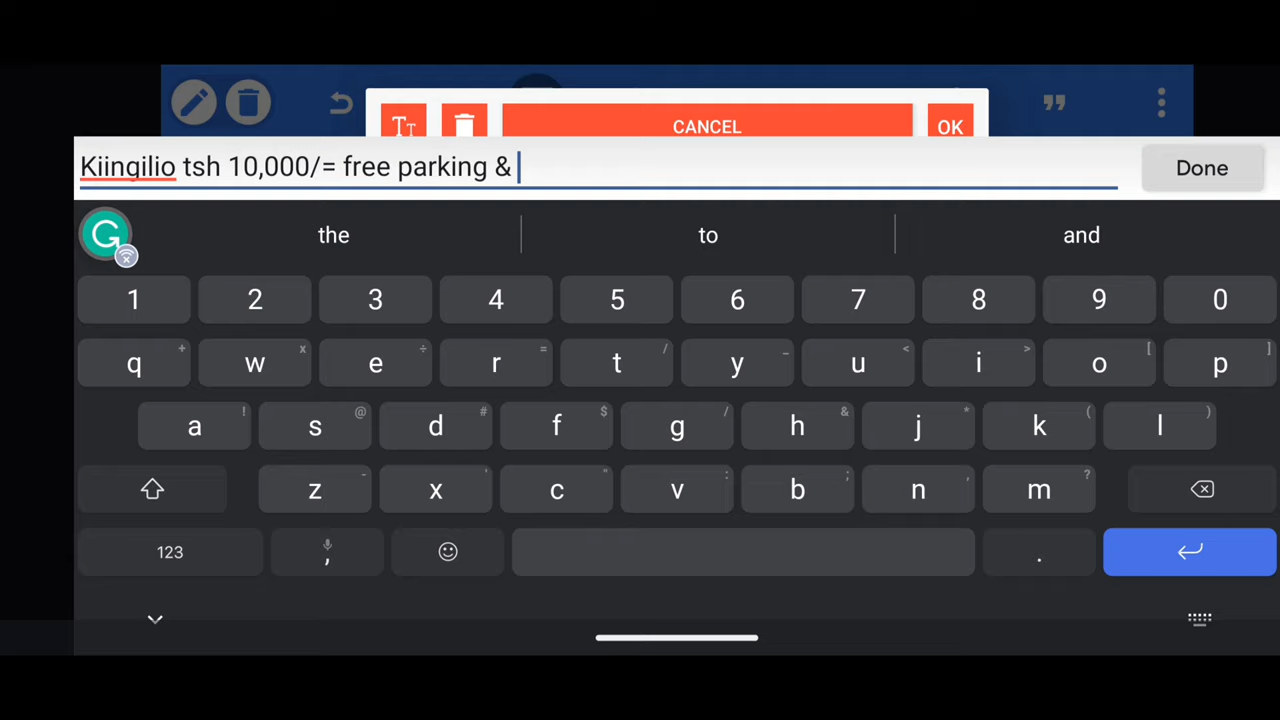 Tт
CANCEL
OK
Kiingilio tsh 10,000/= free parking &
Done
the to and
1 2 3 4 5 6 7 8 9 0
q + w x e ÷ r = t / y _ u < i > o [ p ]
a ! s @ d # f $ g / h & j * k ( l )
z - x ' c " v : b ; n , m ?
123 , .